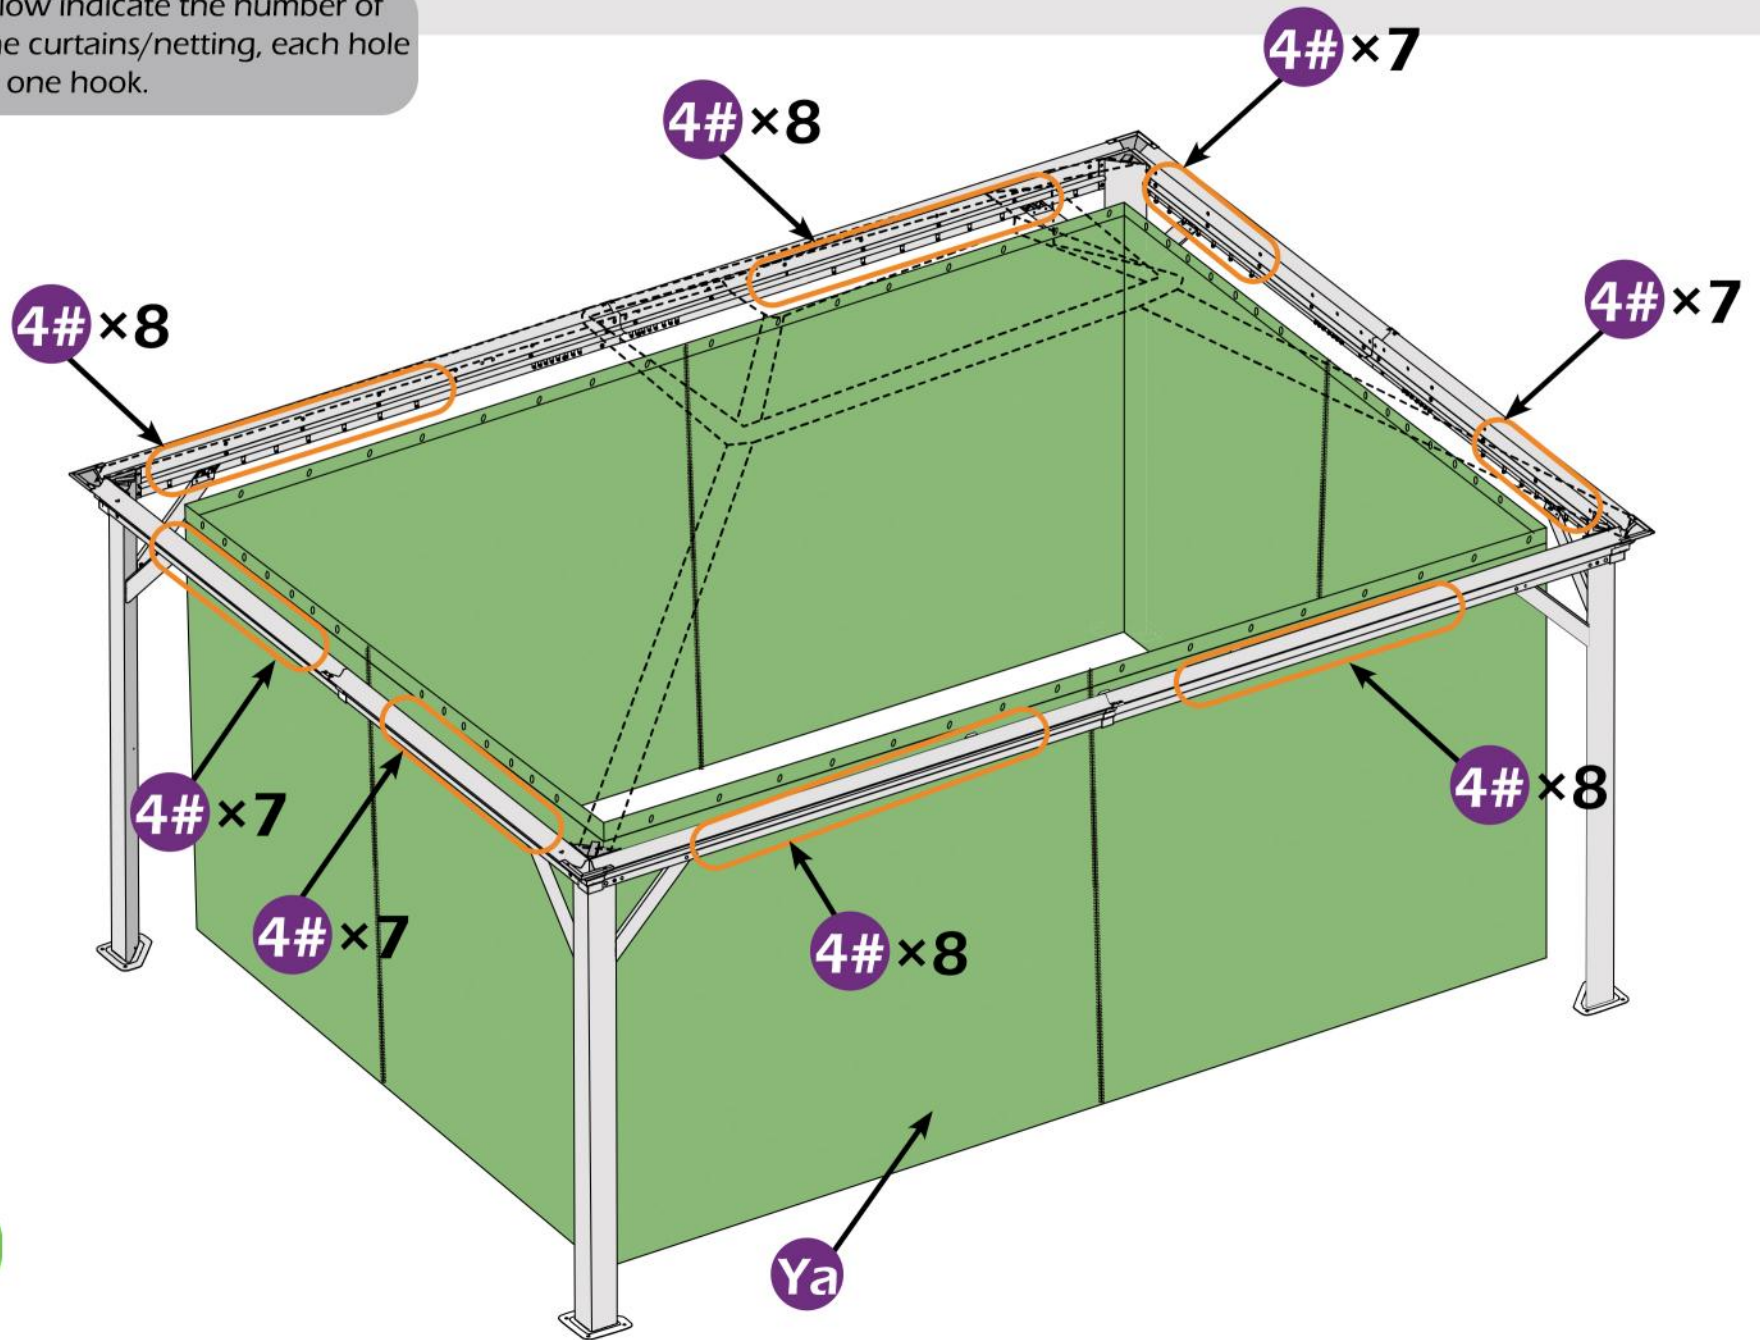 low indicate the number of
e curtains/netting, each hole
one hook.
4# ×7
4# ×8
4# ×7
4# ×8
4# ×7
4# ×8
4# ×7
4# ×8
Ya